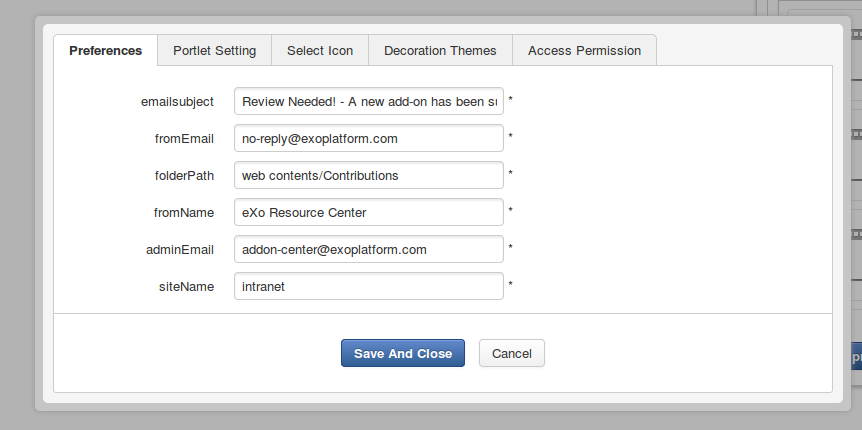 Preferences Portlet Setting Select Icon Decoration Themes Access Permission
emailsubject Review Needed! - A new add-on has been su *
fromEmail no-reply@exoplatform.com *
folderPath web contents/Contributions *
fromName eXo Resource Center *
adminEmail addon-center@exoplatform.com *
siteName intranet *
Save And Close Cancel